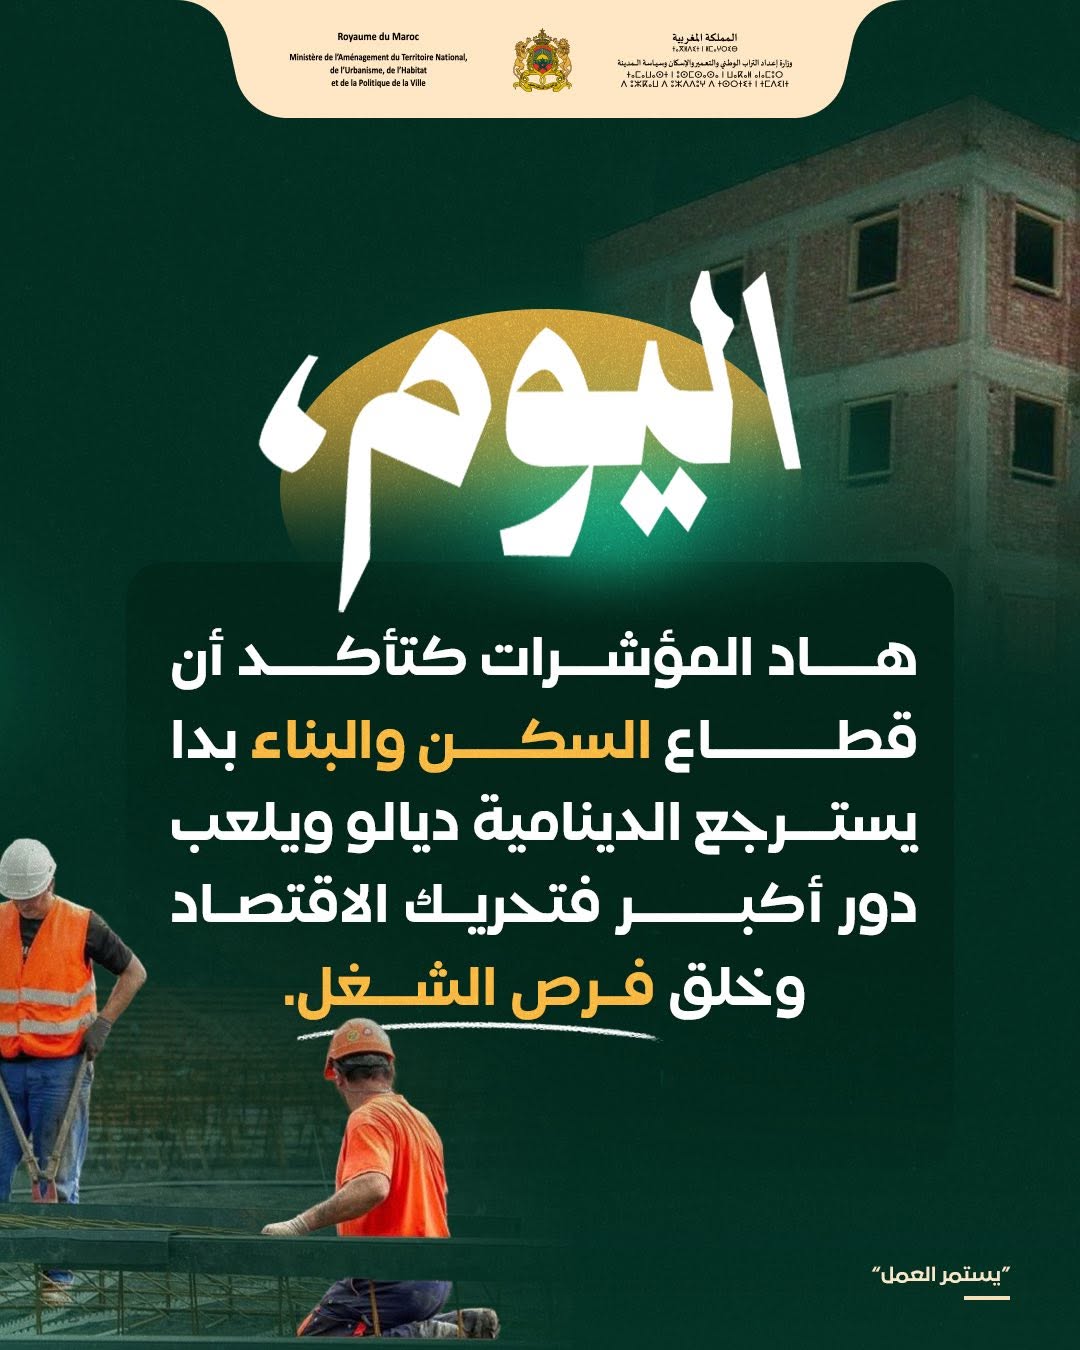 Royaume du Maroc
Ministère de l'Aménagement du Territoire National,
de l'Urbanisme, de l'Habitat
et de la Politique de la Ville
المملكة المغربية
ⵜⴰⴳⵍⴷⵉⵜ ⵏ ⵍⵎⵖⵔⵉⴱ
وزارة إعداد التراب الوطني والتعمير والإسكان وسياسة المدينة
اليوم،
هاد المؤشرات كتأكد أن
قطاع السكن والبناء بدا
يسترجع الدينامية ديالو ويلعب
دور أكبر فتحريك الاقتصاد
وخلق فرص الشغل.
"يستمر العمل"